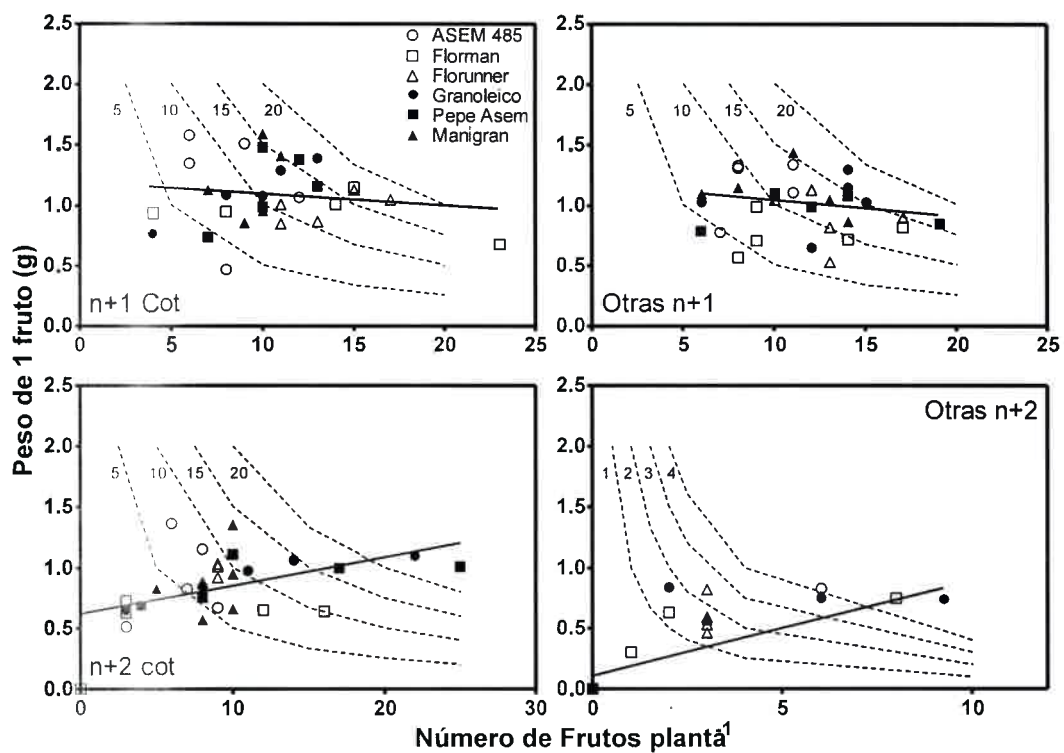 Peso de 1 fruto (g)
2.5
2.0
1.5
1.0
0.5
0.0
5
10
15
20
ASEM 485
Florman
Florunner
Granoleico
Pepe Asem
Manigran
n+1 Cot
0 5 10 15 20 25
2.5
2.0
1.5
1.0
0.5
0.0
5
10
15
20
Otras n+1
0 5 10 15 20 25
2.5
2.0
1.5
1.0
0.5
0.0
5
10
15
20
n+2 cot
0 10 20 30
2.5
2.0
1.5
1.0
0.5
0.0
Otras n+2
1 2 3 4
0 5 10
Número de Frutos planta¹